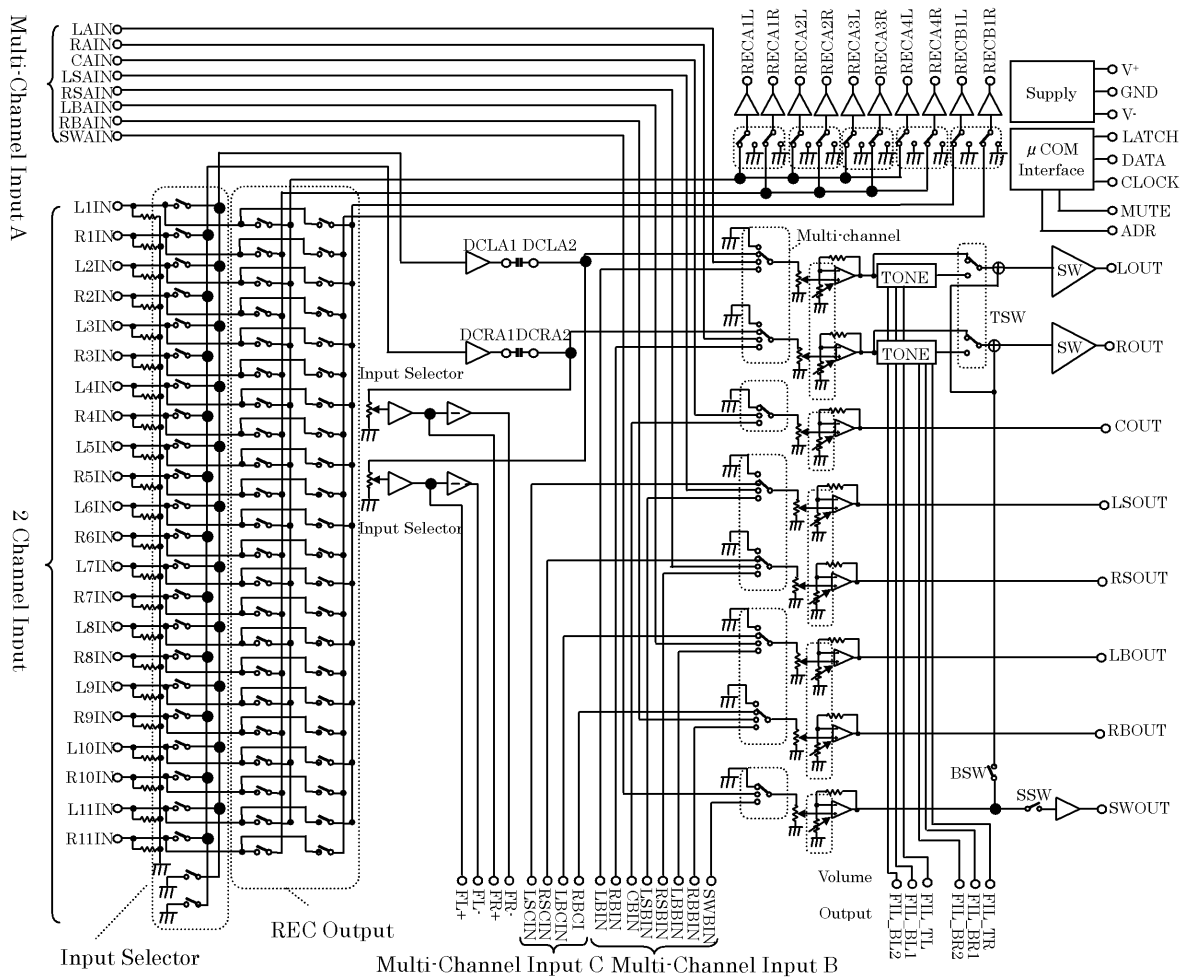 Multi-Channel Input A
LAIN
RAIN
CAIN
LSAIN
RSAIN
LBAIN
RBAIN
SWAIN
RECA1L
RECA1R
RECA2L
RECA2R
RECA3L
RECA3R
RECA4L
RECA4R
RECB1L
RECB1R
Supply
V+
GND
V-
μCOM
Interface
LATCH
DATA
CLOCK
MUTE
ADR
2 Channel Input
L1IN
R1IN
L2IN
R2IN
L3IN
R3IN
L4IN
R4IN
L5IN
R5IN
L6IN
R6IN
L7IN
R7IN
L8IN
R8IN
L9IN
R9IN
L10IN
R10IN
L11IN
R11IN
DCLA1 DCLA2
DCRA1DCRA2
Input Selector
Input Selector
Multi-channel
TONE
TONE
TSW
SW
SW
LOUT
ROUT
COUT
LSOUT
RSOUT
LBOUT
RBOUT
BSW
SSW
SWOUT
Volume
Output
FL+
FL-
FR+
FR-
LSCIN
RSCIN
LBCIN
RBCI
LBIN
RBIN
CBIN
LSBIN
RSBIN
LBBIN
RBBIN
SWBIN
FIL_BL2
FIL_BL1
FIL_TL
FIL_BR2
FIL_BR1
FIL_TR
REC Output
Input Selector
Multi-Channel Input C Multi-Channel Input B